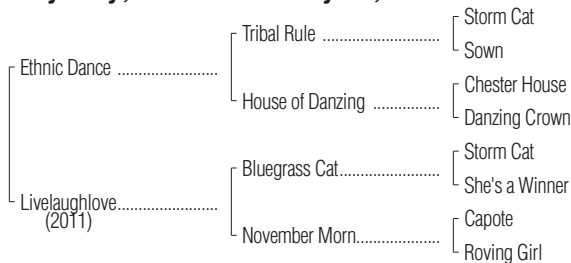 Storm Cat
Tribal Rule ........................
Sown
Ethnic Dance ........................
Chester House
House of Danzing ................
Danzing Crown
Storm Cat
Bluegrass Cat........................
She's a Winner
Livelaughlove........................
(2011)
Capote
November Morn....................
Roving Girl